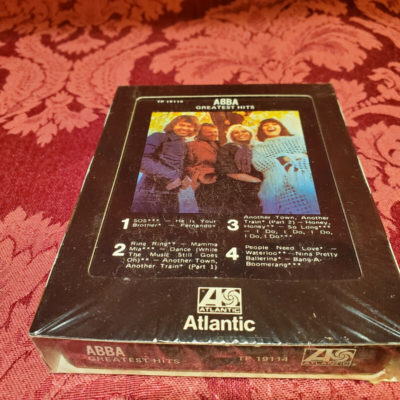 TP 19114
ABBA
GREATEST HITS
1 SOS*** – He Is Your
Brother* – Fernando*
2 Ring Ring** – Mamma
Mia*** – Dance (While
The Music Still Goes
On)** – Another Town,
Another Train* (Part 1)
3 Another Town, Another
Train* (Part 2) – Honey,
Honey** – So Long***
– I Do, I Do, I Do,
I Do, I Do***
4 People Need Love* –
Waterloo** – Nina Pretty
Ballerina* – Bang-A-
Boomerang***
ATLANTIC
Atlantic
ABBA
GREATEST HITS
TP 19114
ATLANTIC